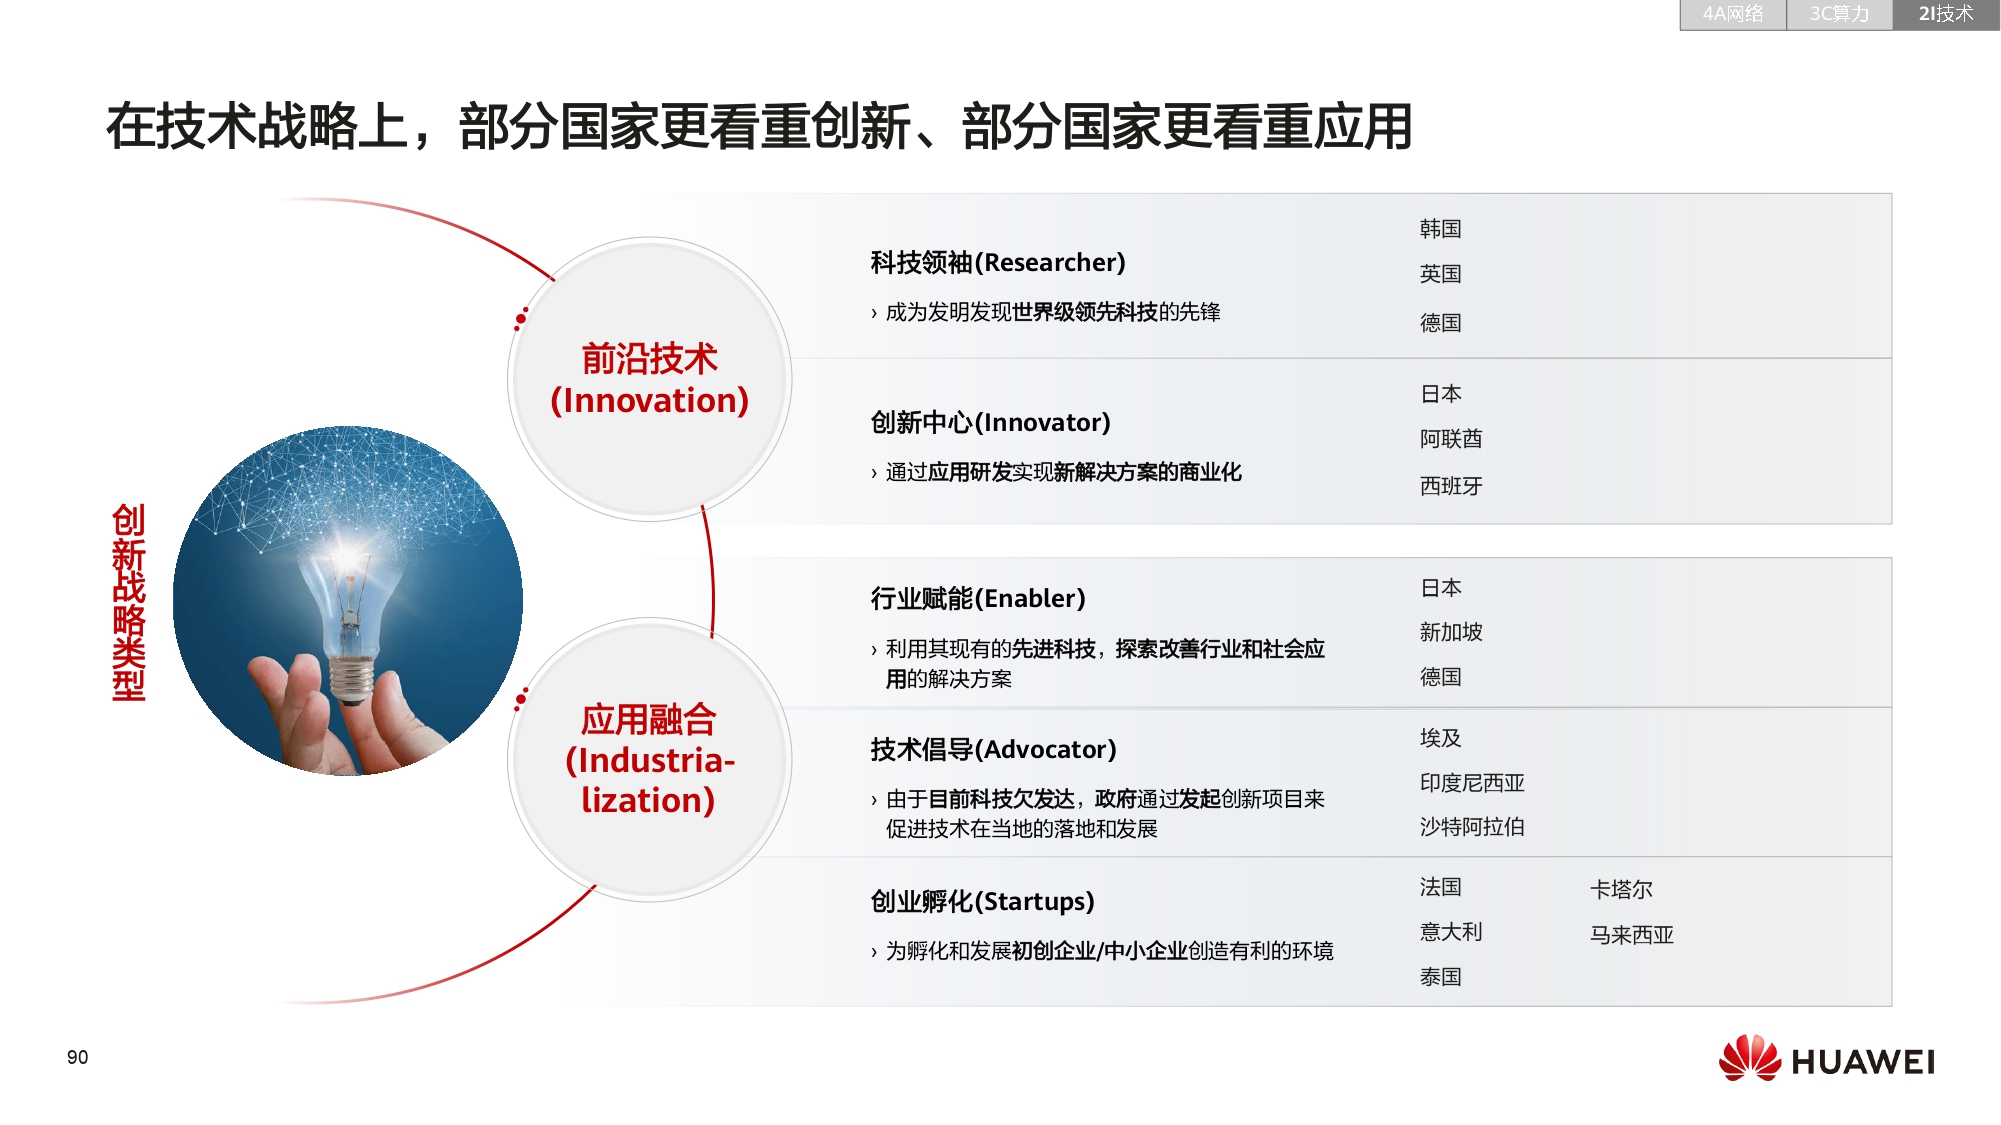 4A网络
3C算力
2I技术
在技术战略上，部分国家更看重创新、部分国家更看重应用
创新战略类型
前沿技术
(Innovation)
科技领袖(Researcher)
› 成为发明发现世界级领先科技的先锋
韩国
英国
德国
创新中心(Innovator)
› 通过应用研发实现新解决方案的商业化
日本
阿联酋
西班牙
应用融合
(Industria-
lization)
行业赋能(Enabler)
› 利用其现有的先进科技，探索改善行业和社会应
用的解决方案
日本
新加坡
德国
技术倡导(Advocator)
› 由于目前科技欠发达，政府通过发起创新项目来
促进技术在当地的落地和发展
埃及
印度尼西亚
沙特阿拉伯
创业孵化(Startups)
› 为孵化和发展初创企业/中小企业创造有利的环境
法国
意大利
泰国
卡塔尔
马来西亚
90
HUAWEI